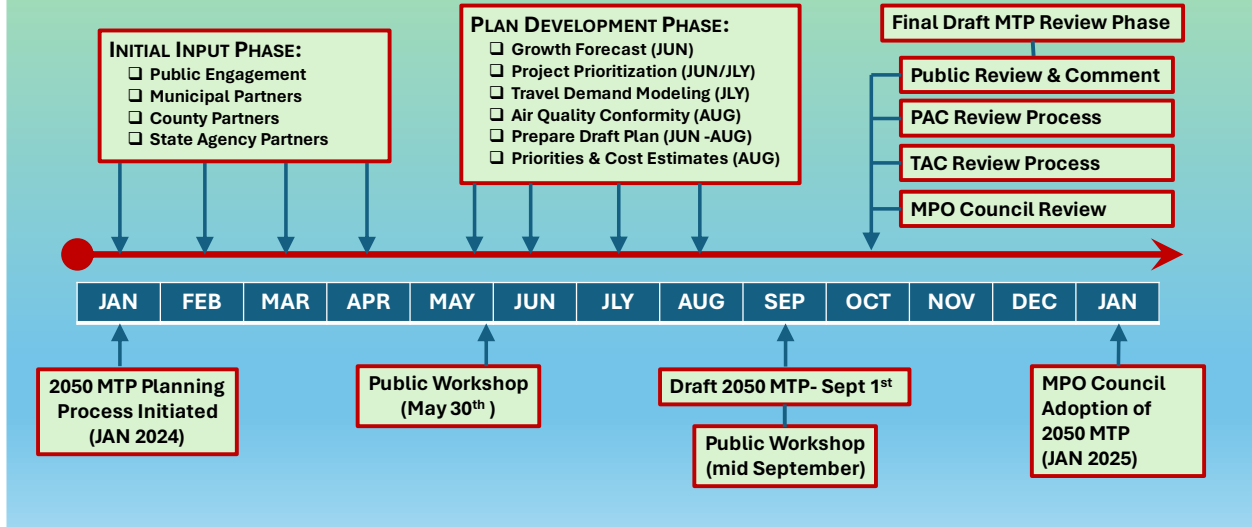 INITIAL INPUT PHASE:
❑ Public Engagement
❑ Municipal Partners
❑ County Partners
❑ State Agency Partners
PLAN DEVELOPMENT PHASE:
❑ Growth Forecast (JUN)
❑ Project Prioritization (JUN/JLY)
❑ Travel Demand Modeling (JLY)
❑ Air Quality Conformity (AUG)
❑ Prepare Draft Plan (JUN -AUG)
❑ Priorities & Cost Estimates (AUG)
Final Draft MTP Review Phase
Public Review & Comment
PAC Review Process
TAC Review Process
MPO Council Review
JAN FEB MAR APR MAY JUN JLY AUG SEP OCT NOV DEC JAN
2050 MTP Planning
Process Initiated
(JAN 2024)
Public Workshop
(May 30th )
Draft 2050 MTP- Sept 1st
Public Workshop
(mid September)
MPO Council
Adoption of
2050 MTP
(JAN 2025)